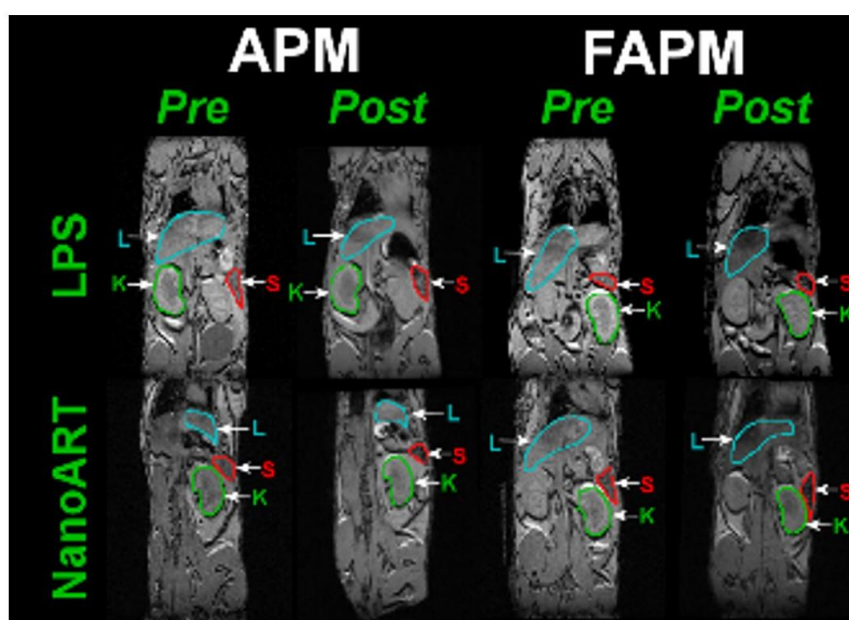 APM FAPM
Pre Post Pre Post
LPS
L L L L
K S K S S K S K
NanoART
L L L L
S K S K S K S K